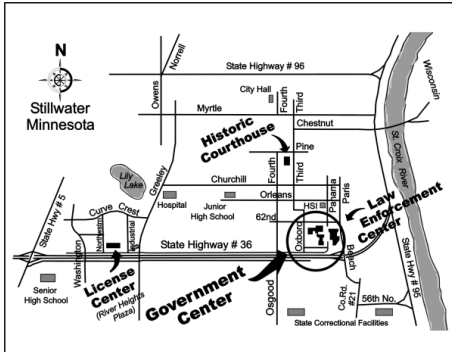 N
Stillwater
Minnesota
Norrell
Owens
State Highway # 96
Wisconsin
City Hall
Fourth
Third
Myrtle
Chestnut
Historic
Courthouse
Pine
St. Croix River
Lily
Lake
Greeley
Churchill
Fourth
Third
Orleans
Panama
Paris
Law
Enforcement
Center
State Hwy # 5
Hospital
Junior
High School
HSI
62nd
Curve Crest
Northwestern
Industrial
Washington
State Highway # 36
Oxboro
Beach
State Hwy # 95
License
Center
(River Heights
Plaza)
Government
Center
Senior
High School
Osgood
Co.Rd.
#21
56th No.
State Correctional Facilities